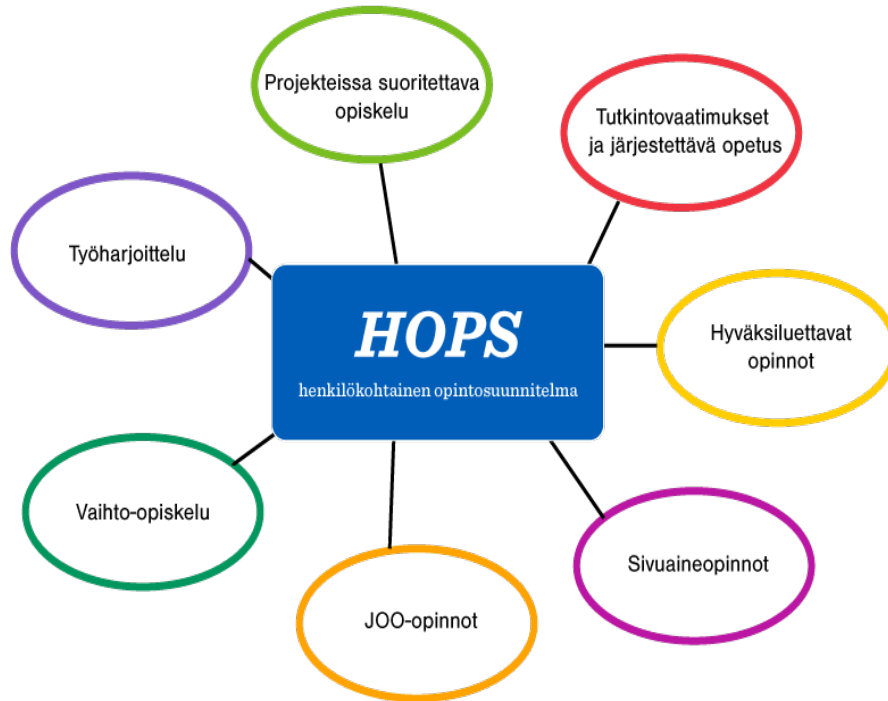 Projekteissa suoritettava
opiskelu
Tutkintovaatimukset
ja järjestettävä opetus
Työharjoittelu
HOPS
henkilökohtainen opintosuunnitelma
Hyväksiluettavat
opinnot
Vaihto-opiskelu
Sivuaineopinnot
JOO-opinnot